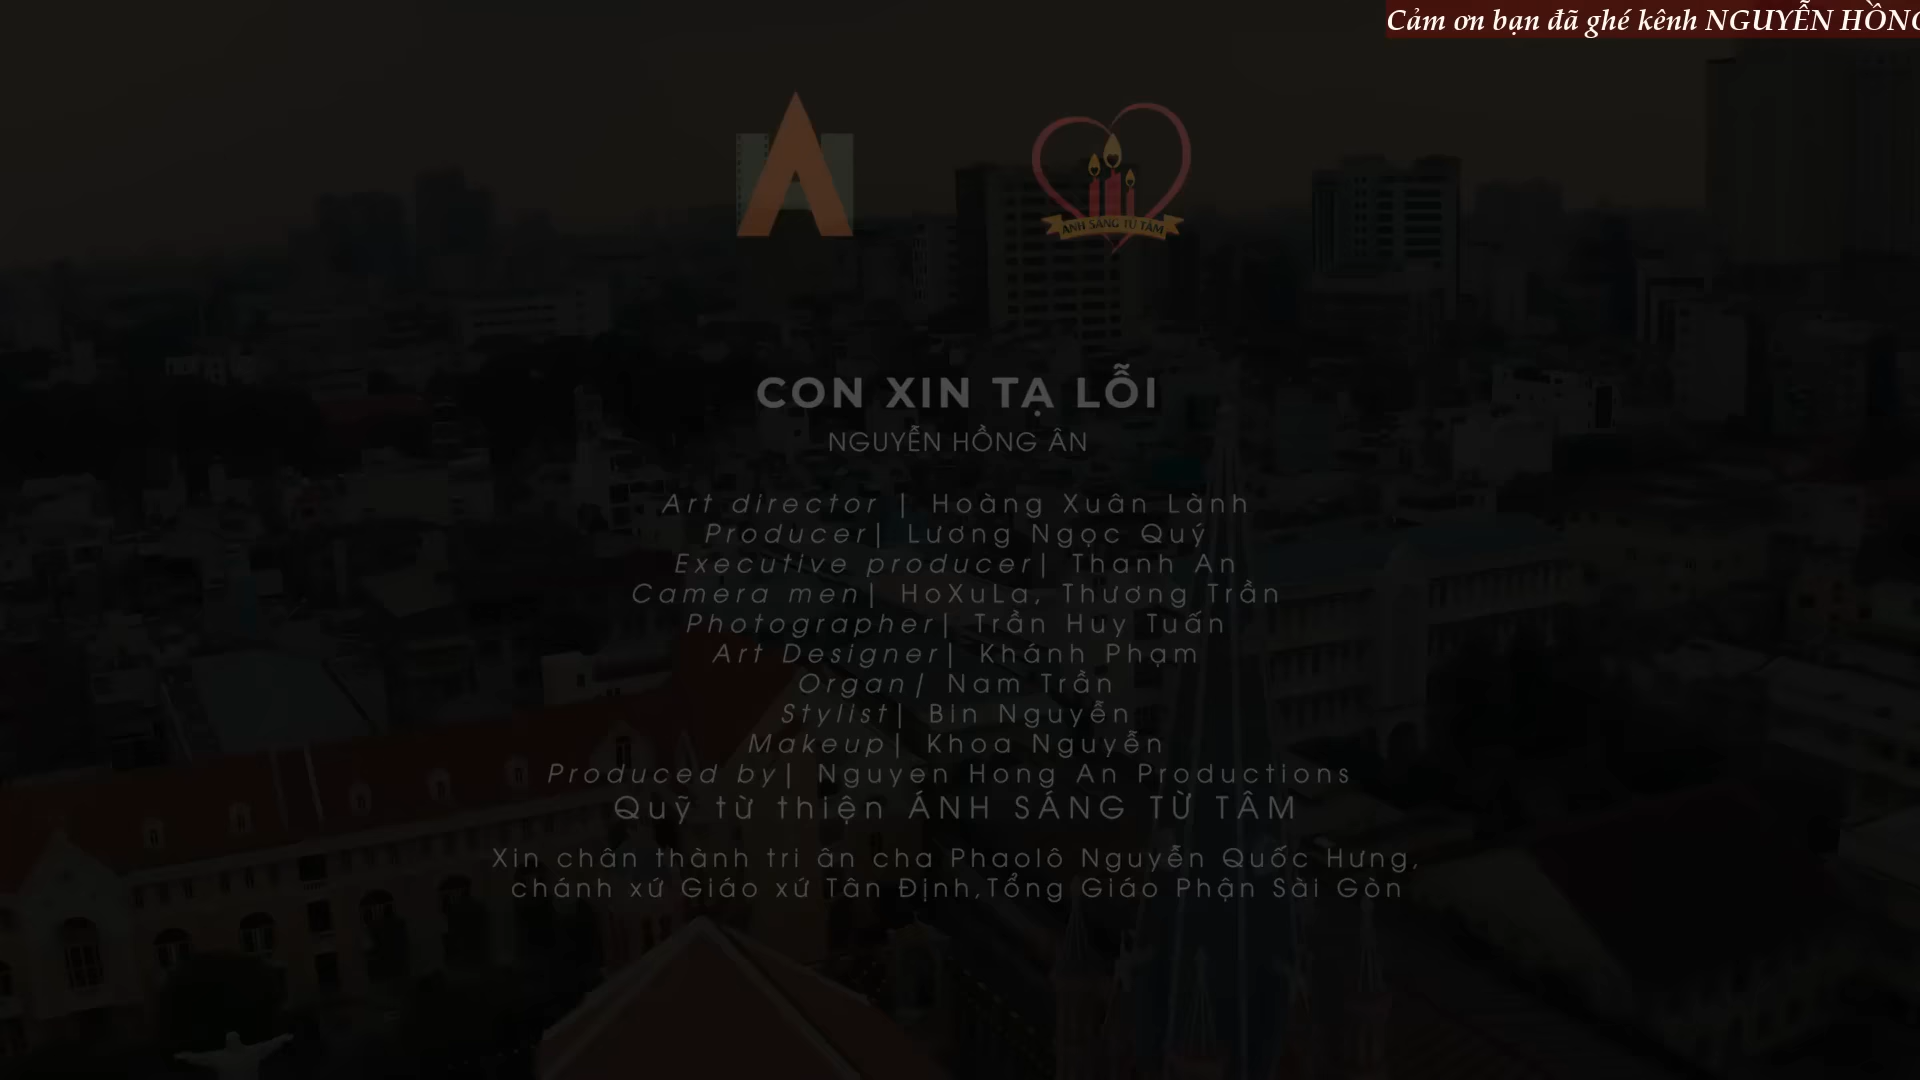 Cảm ơn bạn đã ghé kênh NGUYỄN HỒNG
ÁNH SÁNG TỪ TÂM
CON XIN TẠ LỖI
NGUYỄN HỒNG ÂN
Art director | Hoàng Xuân Lành
Producer| Lương Ngọc Quý
Executive producer| Thanh An
Camera men| HoXuLa, Thương Trần
Photographer| Trần Huy Tuấn
Art Designer| Khánh Phạm
Organ| Nam Trần
Stylist| Bin Nguyễn
Makeup| Khoa Nguyễn
Produced by| Nguyen Hong An Productions
Quỹ từ thiện ÁNH SÁNG TỪ TÂM
Xin chân thành tri ân cha Phaolô Nguyễn Quốc Hưng,
chánh xứ Giáo xứ Tân Định,Tổng Giáo Phận Sài Gòn